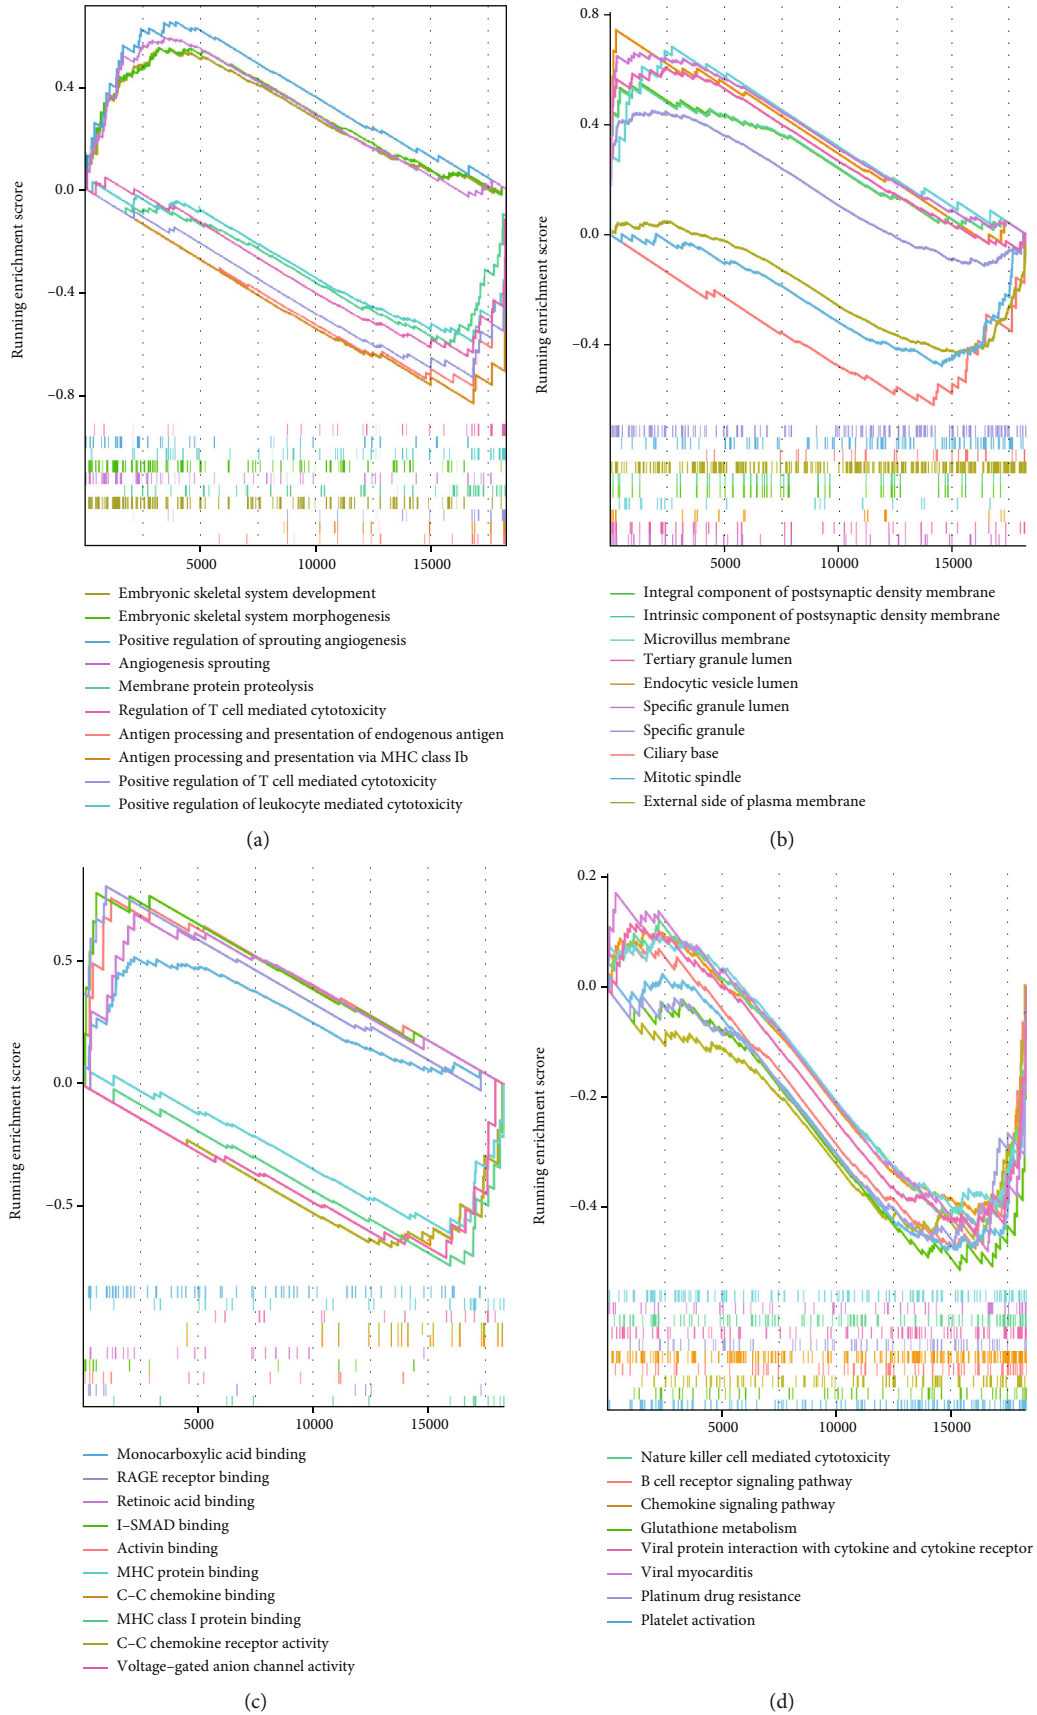 Running enrichment scrore
0.4
0.0
−0.4
−0.8
5000 10000 15000
Embryonic skeletal system development
Embryonic skeletal system morphogenesis
Positive regulation of sprouting angiogenesis
Angiogenesis sprouting
Membrane protein proteolysis
Regulation of T cell mediated cytotoxicity
Antigen processing and presentation of endogenous antigen
Antigen processing and presentation via MHC class Ib
Positive regulation of T cell mediated cytotoxicity
Positive regulation of leukocyte mediated cytotoxicity
(a)
Running enrichment scrore
0.8
0.4
0.0
−0.4
5000 10000 15000
Integral component of postsynaptic density membrane
Intrinsic component of postsynaptic density membrane
Microvillus membrane
Tertiary granule lumen
Endocytic vesicle lumen
Specific granule lumen
Specific granule
Ciliary base
Mitotic spindle
External side of plasma membrane
(b)
Running enrichment scrore
0.5
0.0
−0.5
5000 10000 15000
Monocarboxylic acid binding
RAGE receptor binding
Retinoic acid binding
I–SMAD binding
Activin binding
MHC protein binding
C–C chemokine binding
MHC class I protein binding
C–C chemokine receptor activity
Voltage–gated anion channel activity
(c)
Running enrichment scrore
0.2
0.0
−0.2
−0.4
5000 10000 15000
Nature killer cell mediated cytotoxicity
B cell receptor signaling pathway
Chemokine signaling pathway
Glutathione metabolism
Viral protein interaction with cytokine and cytokine receptor
Viral myocarditis
Platinum drug resistance
Platelet activation
(d)